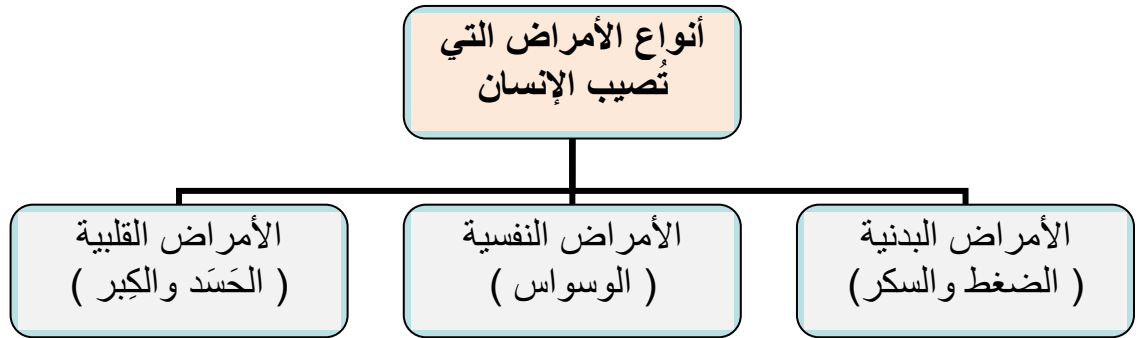 أنواع الأمراض التي
تُصيب الإنسان
الأمراض البدنية
( الضغط والسكر)
الأمراض النفسية
( الوسواس )
الأمراض القلبية
( الحَسَد والكِبر )